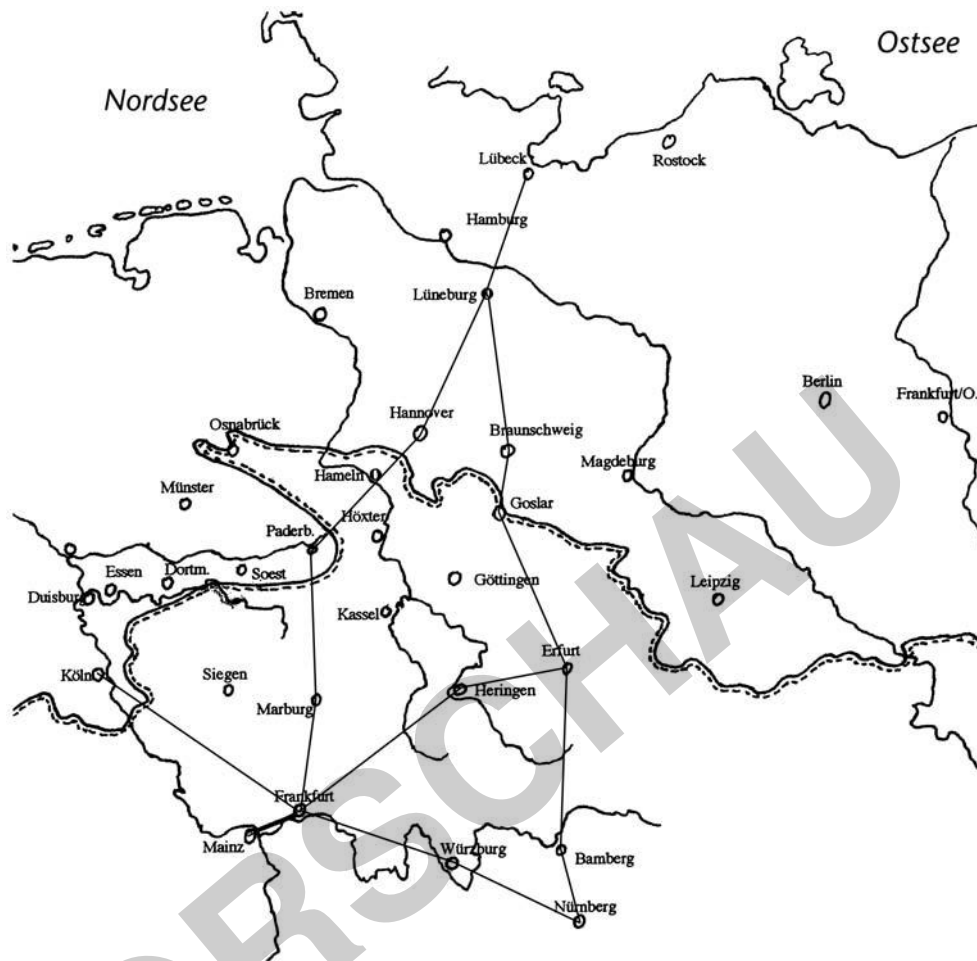 Ostsee
Nordsee
Lübeck
Rostock
Hamburg
Lüneburg
Bremen
Berlin
Frankfurt/O.
Hannover
Osnabrück
Braunschweig
Magdeburg
Hameln
Münster
Goslar
Höxter
Paderb.
Soest
Dortm.
Essen
Göttingen
Leipzig
Duisburg
Kassel
Erfurt
Köln
Siegen
Heringen
Marburg
Frankfurt
Mainz
Würzburg
Bamberg
Nürnberg
ORSCHAU